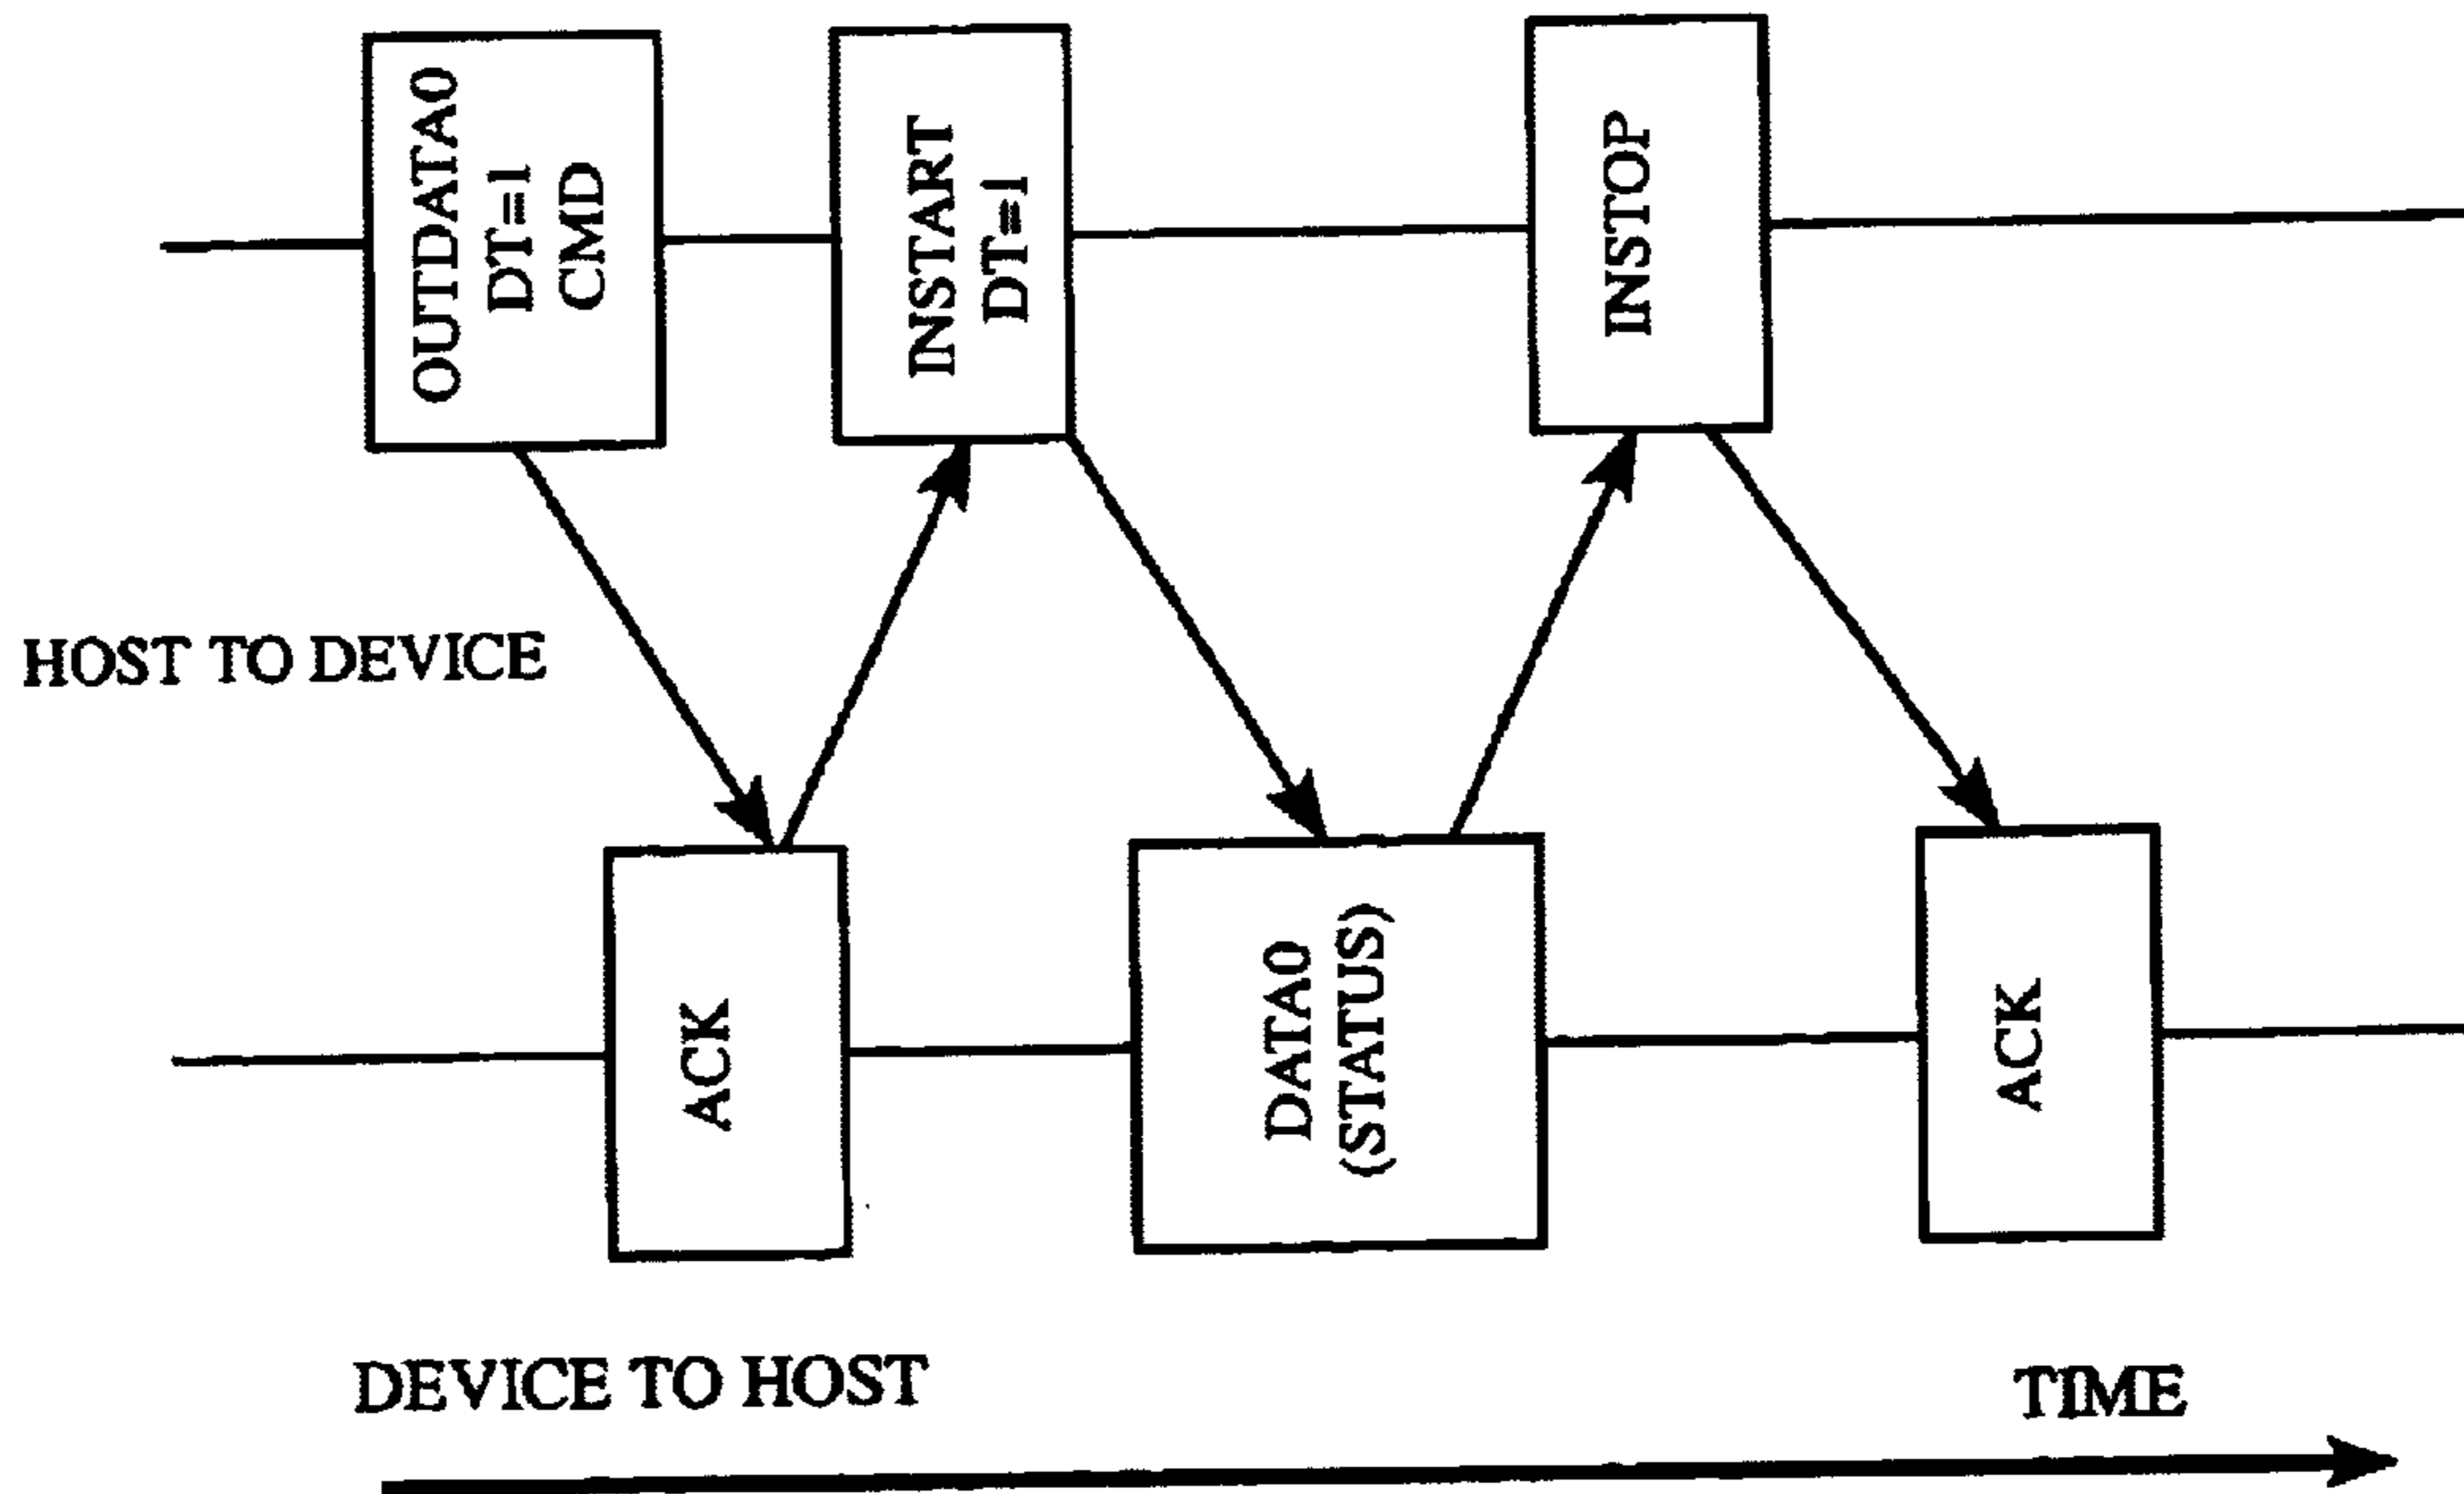 OUTDATA0
DT=1
CMD
INSTART
DT=1
INSTOP
HOST TO DEVICE
ACK
DATA0
(STATUS)
ACK
DEVICE TO HOST
TIME